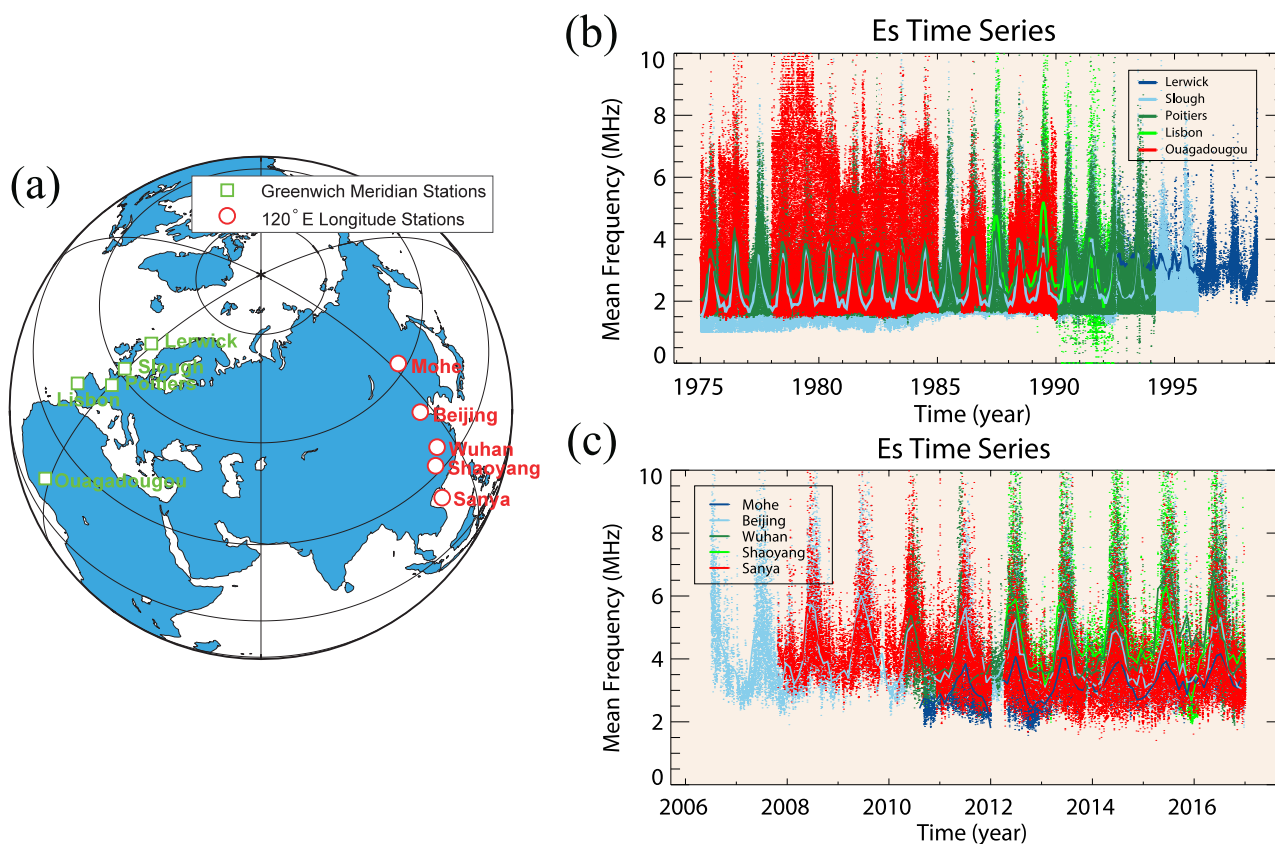 (a)
Greenwich Meridian Stations
120° E Longitude Stations
Lerwick
Slough
Poitiers
Lisbon
Ouagadougou
Mohe
Beijing
Wuhan
Shaoyang
Sanya
(b)
Es Time Series
Mean Frequency (MHz)
10
8
6
4
2
0
Lerwick
Slough
Poitiers
Lisbon
Ouagadougou
1975
1980
1985
1990
1995
Time (year)
(c)
Es Time Series
Mean Frequency (MHz)
10
8
6
4
2
0
Mohe
Beijing
Wuhan
Shaoyang
Sanya
2006
2008
2010
2012
2014
2016
Time (year)